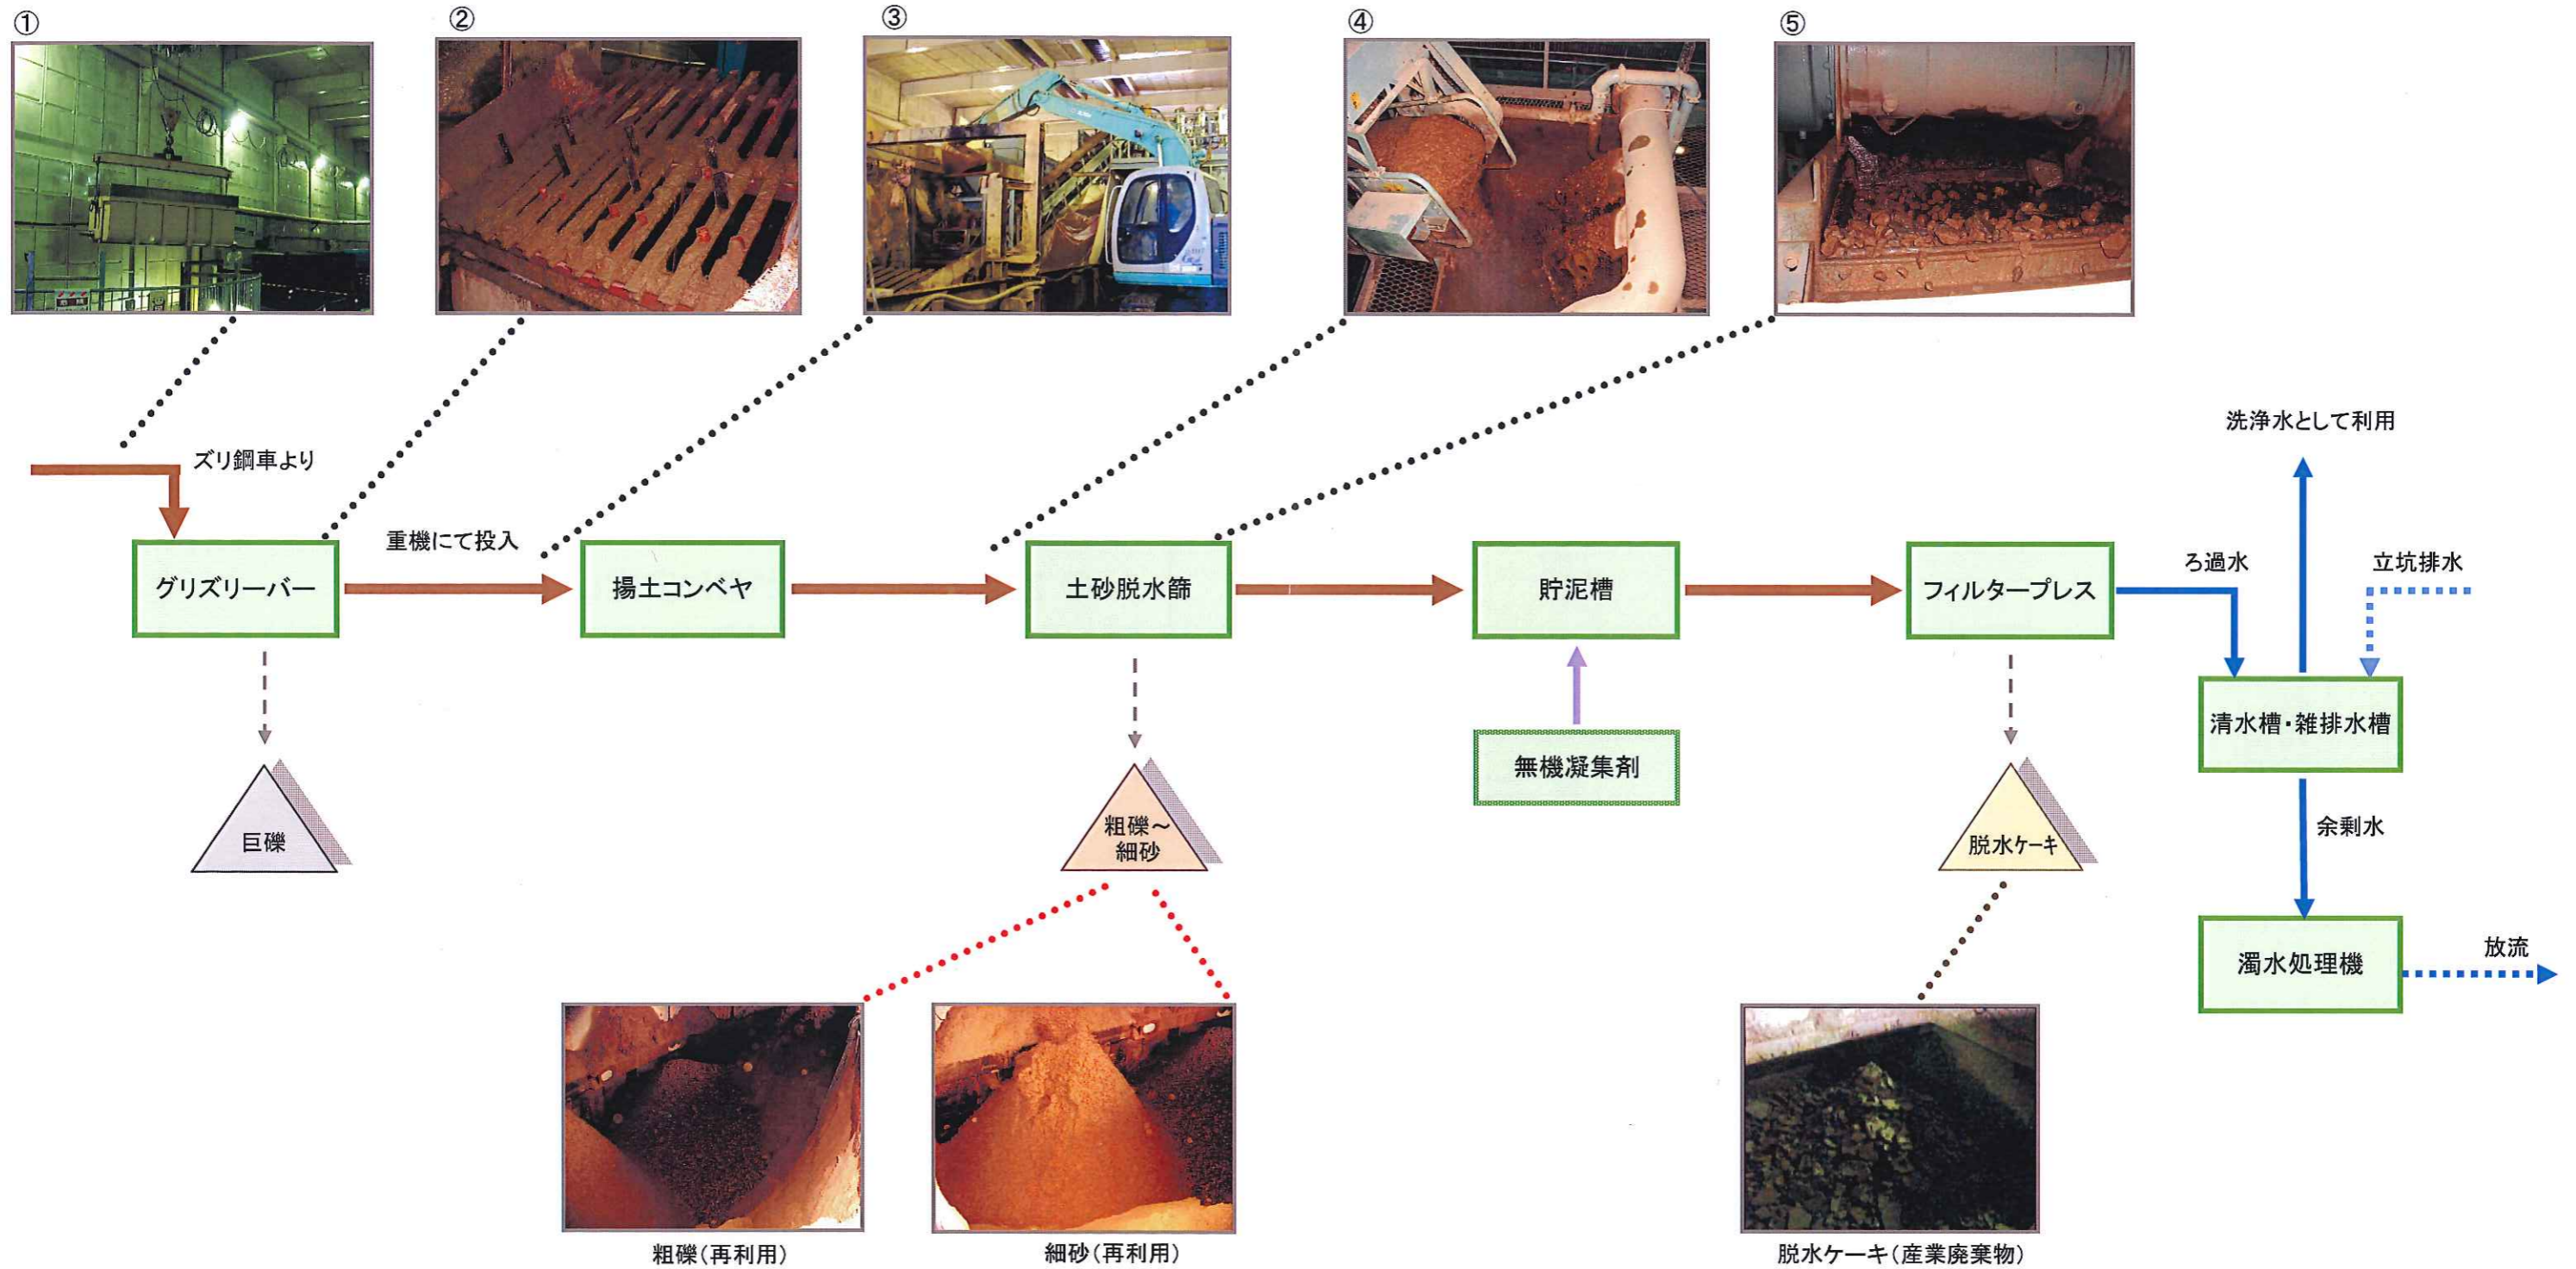 ①
②
③
④
⑤
洗浄水として利用
ズリ鋼車より
重機にて投入
ろ過水
立坑排水
グリズリーバー
揚土コンベヤ
土砂脱水篩
貯泥槽
フィルタープレス
清水槽・雑排水槽
無機凝集剤
巨礫
粗礫～
細砂
脱水ケーキ
余剰水
濁水処理機
放流
粗礫(再利用)
細砂(再利用)
脱水ケーキ(産業廃棄物)